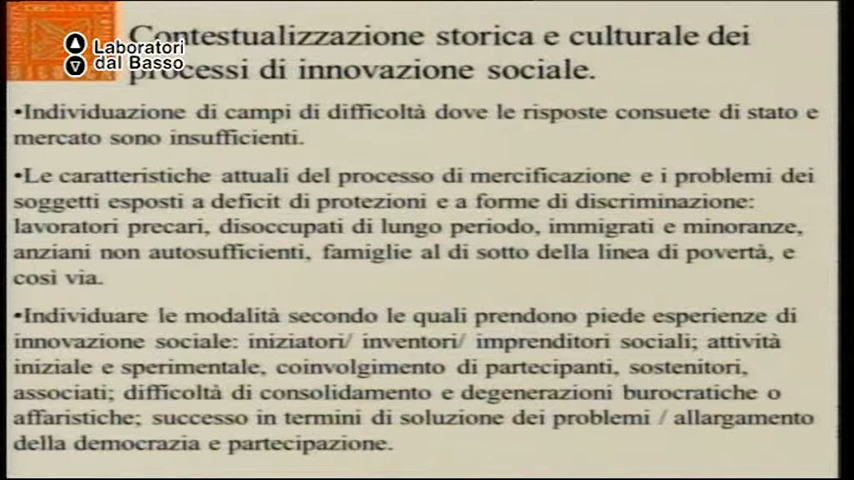 Contestualizzazione storica e culturale dei
processi di innovazione sociale.
Laboratori
dal Basso
•Individuazione di campi di difficoltà dove le risposte consuete di stato e
mercato sono insufficienti.
•Le caratteristiche attuali del processo di mercificazione e i problemi dei
soggetti esposti a deficit di protezioni e a forme di discriminazione:
lavoratori precari, disoccupati di lungo periodo, immigrati e minoranze,
anziani non autosufficienti, famiglie al di sotto della linea di povertà, e
così via.
•Individuare le modalità secondo le quali prendono piede esperienze di
innovazione sociale: iniziatori/ inventori/ imprenditori sociali; attività
iniziale e sperimentale, coinvolgimento di partecipanti, sostenitori,
associati; difficoltà di consolidamento e degenerazioni burocratiche o
affaristiche; successo in termini di soluzione dei problemi / allargamento
della democrazia e partecipazione.